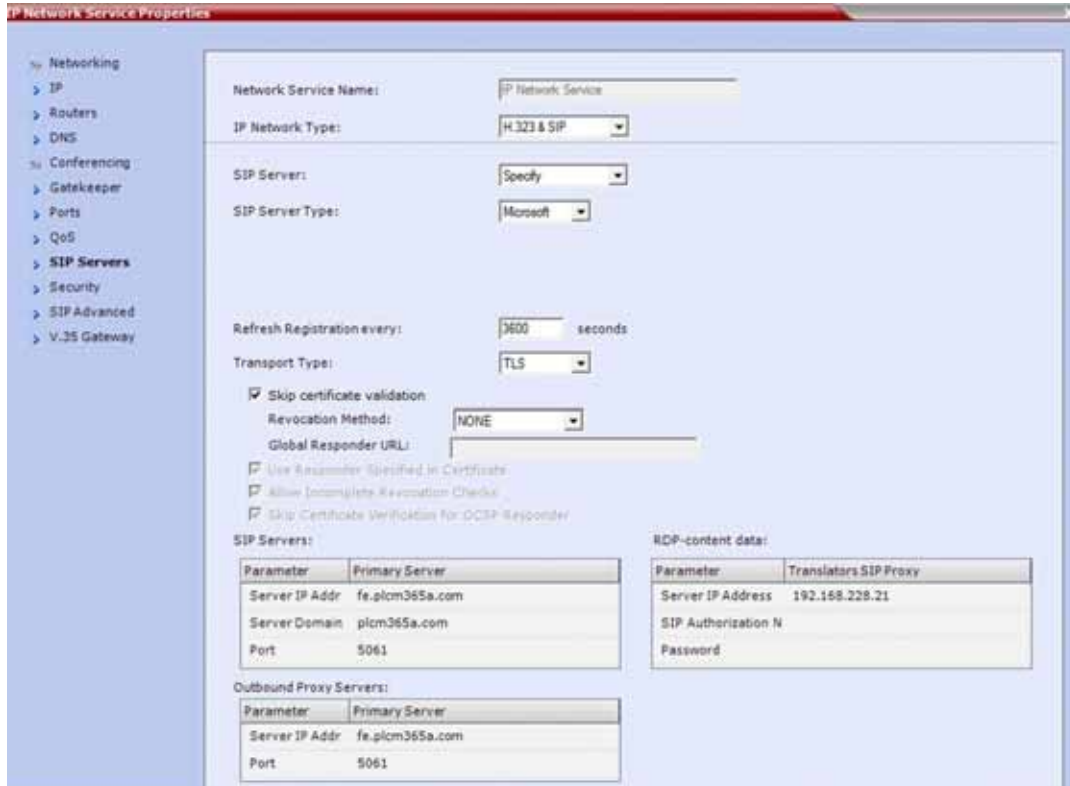 IP Network Service Properties
Networking
IP
Routers
DNS
Conferencing
Gatekeeper
Ports
QoS
SIP Servers
Security
SIP Advanced
V.35 Gateway
Network Service Name: IP Network Service
IP Network Type: H.323 & SIP
SIP Server: Specify
SIP Server Type: Microsoft
Refresh Registration every: 3600 seconds
Transport Type: TLS
Skip certificate validation
Revocation Method: NONE
Global Responder URL:
Use Responder Specified in Certificate
Allow Incomplete Revocation Checks
Skip Certificate Verification for OCSP Responder
SIP Servers:
Parameter Primary Server
Server IP Addr fe.plcm365a.com
Server Domain plcm365a.com
Port 5061
RDP-content data:
Parameter Translators SIP Proxy
Server IP Address 192.168.228.21
SIP Authorization N
Password
Outbound Proxy Servers:
Parameter Primary Server
Server IP Addr fe.plcm365a.com
Port 5061